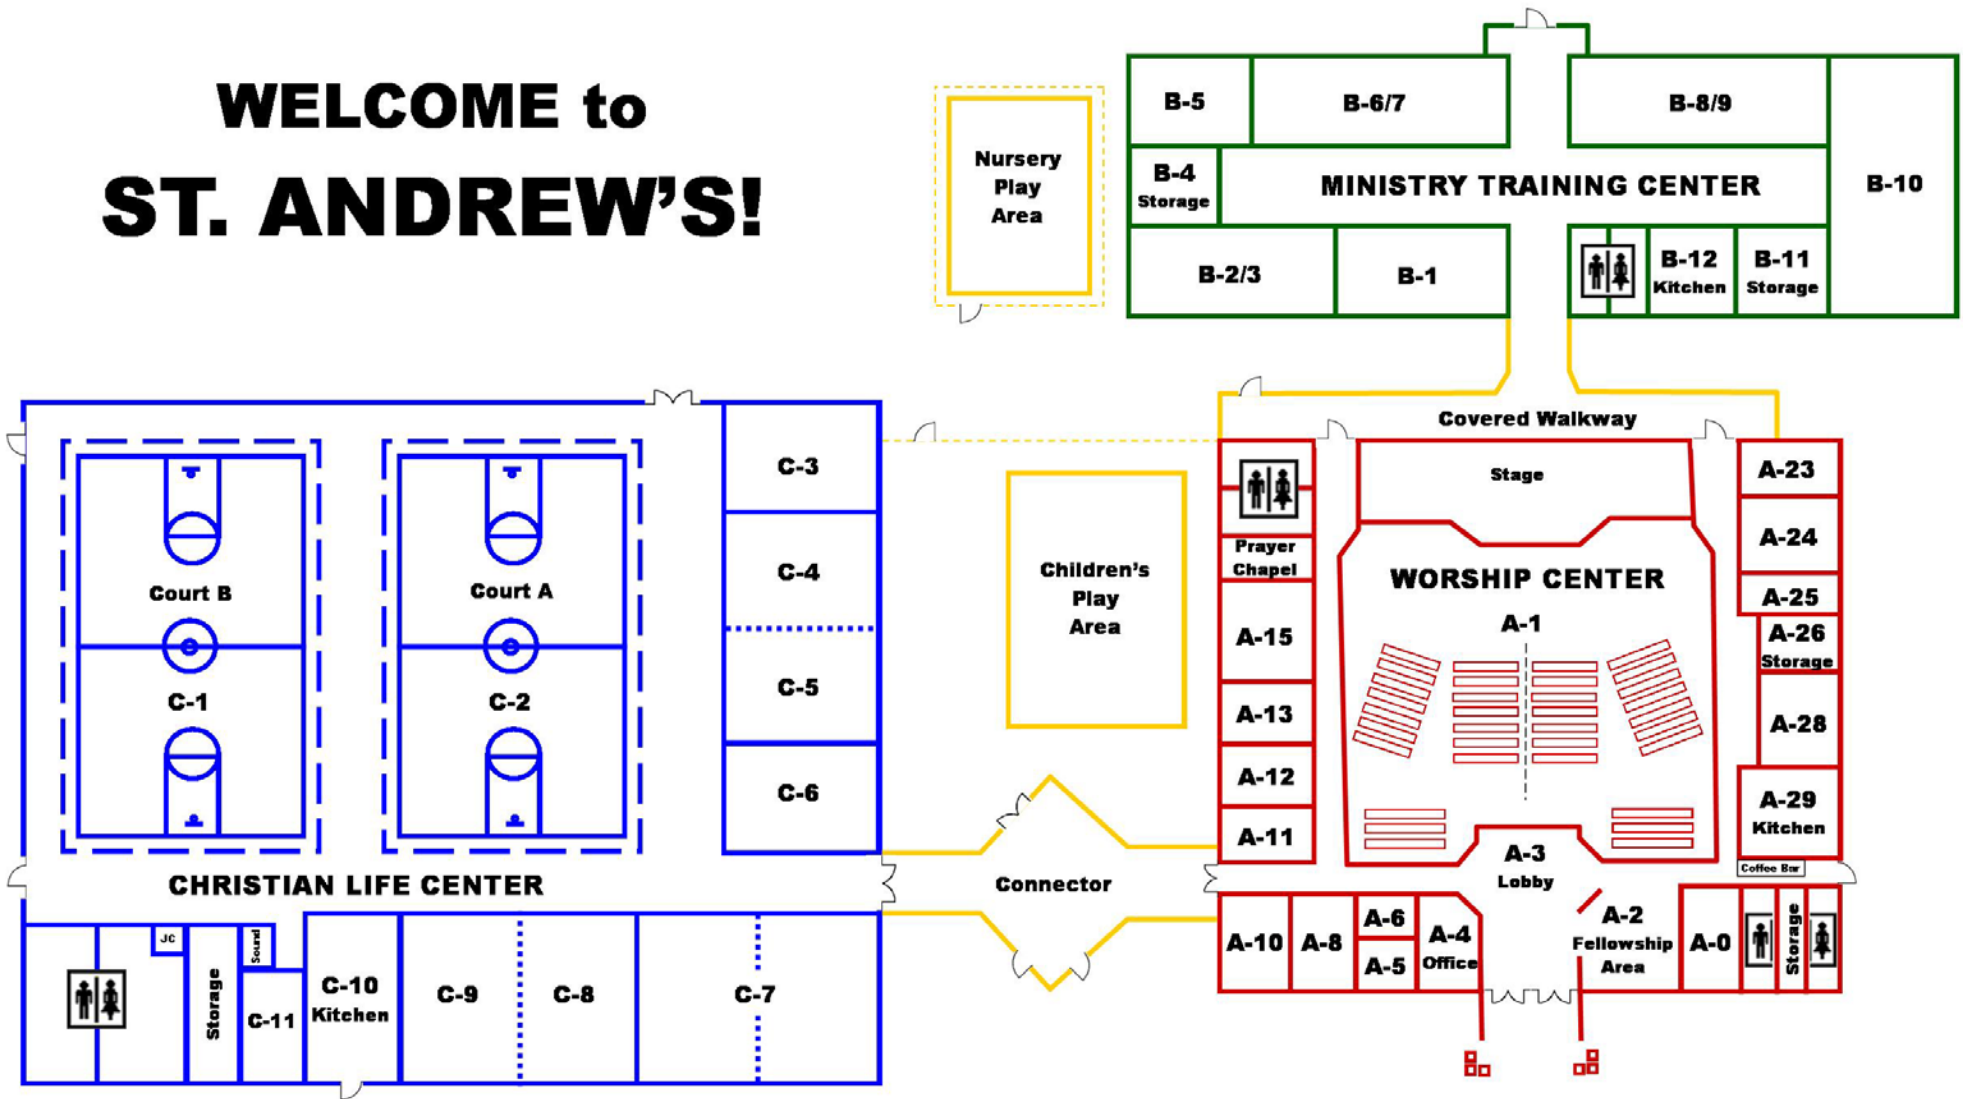 WELCOME to
ST. ANDREW'S!
Nursery
Play
Area
B-5
B-6/7
B-8/9
B-4
Storage
MINISTRY TRAINING CENTER
B-10
B-2/3
B-1
B-12
Kitchen
B-11
Storage
Covered Walkway
Court B
C-1
Court A
C-2
C-3
C-4
C-5
C-6
CHRISTIAN LIFE CENTER
JC
Storage
Sound
C-11
C-10
Kitchen
C-9
C-8
C-7
Children's
Play
Area
Connector
Prayer
Chapel
A-15
A-13
A-12
A-11
Stage
WORSHIP CENTER
A-1
A-23
A-24
A-25
A-26
Storage
A-28
A-29
Kitchen
Coffee Bar
A-3
Lobby
A-10
A-8
A-6
A-5
A-4
Office
A-2
Fellowship
Area
A-0
Storage